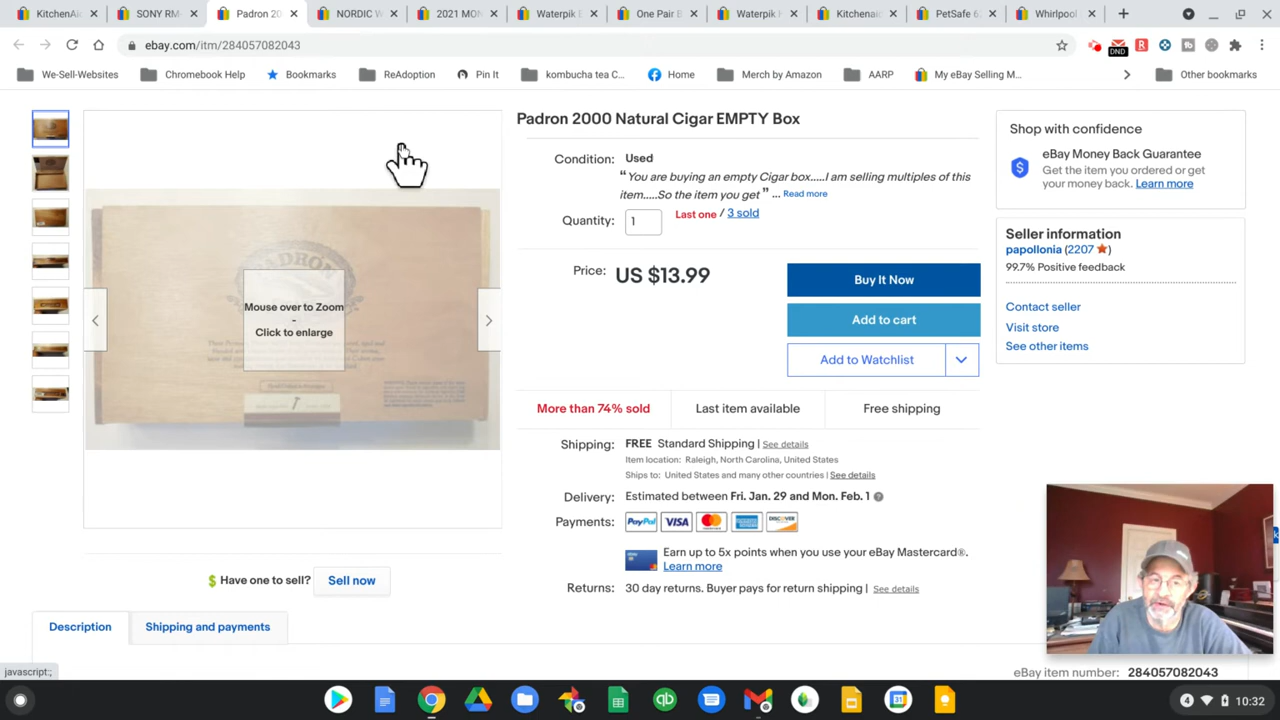 KitchenAi
SONY RM
Padron 20
NORDIC W
2021 MON
Waterpik
One Pair B
Waterpik
Kitchenai
PetSafe 6
Whirlpool
ebay.com/itm/284057082043
DND
We-Sell-Websites
Chromebook Help
Bookmarks
ReAdoption
Pin It
kombucha tea C...
Home
Merch by Amazon
AARP
My eBay Selling M...
Other bookmarks
Padron 2000 Natural Cigar EMPTY Box
Condition: Used
“ You are buying an empty Cigar box.....I am selling multiples of this
item.....So the item you get ” ... Read more
Quantity: 1 Last one / 3 sold
Price: US $13.99
Buy It Now
Add to cart
Add to Watchlist
PADRÓN
Mouse over to Zoom
-
Click to enlarge
More than 74% sold
Last item available
Free shipping
Shipping: FREE Standard Shipping | See details
Item location: Raleigh, North Carolina, United States
Ships to: United States and many other countries | See details
Delivery: Estimated between Fri. Jan. 29 and Mon. Feb. 1
Payments: PayPal VISA MasterCard DISCOVER
Earn up to 5x points when you use your eBay Mastercard®.
Learn more
Returns: 30 day returns. Buyer pays for return shipping | See details
Shop with confidence
eBay Money Back Guarantee
Get the item you ordered or get
your money back. Learn more
Seller information
papollonia (2207 )
99.7% Positive feedback
Contact seller
Visit store
See other items
Have one to sell? Sell now
Description
Shipping and payments
eBay item number: 284057082043
javascript:;
31
4
10:32